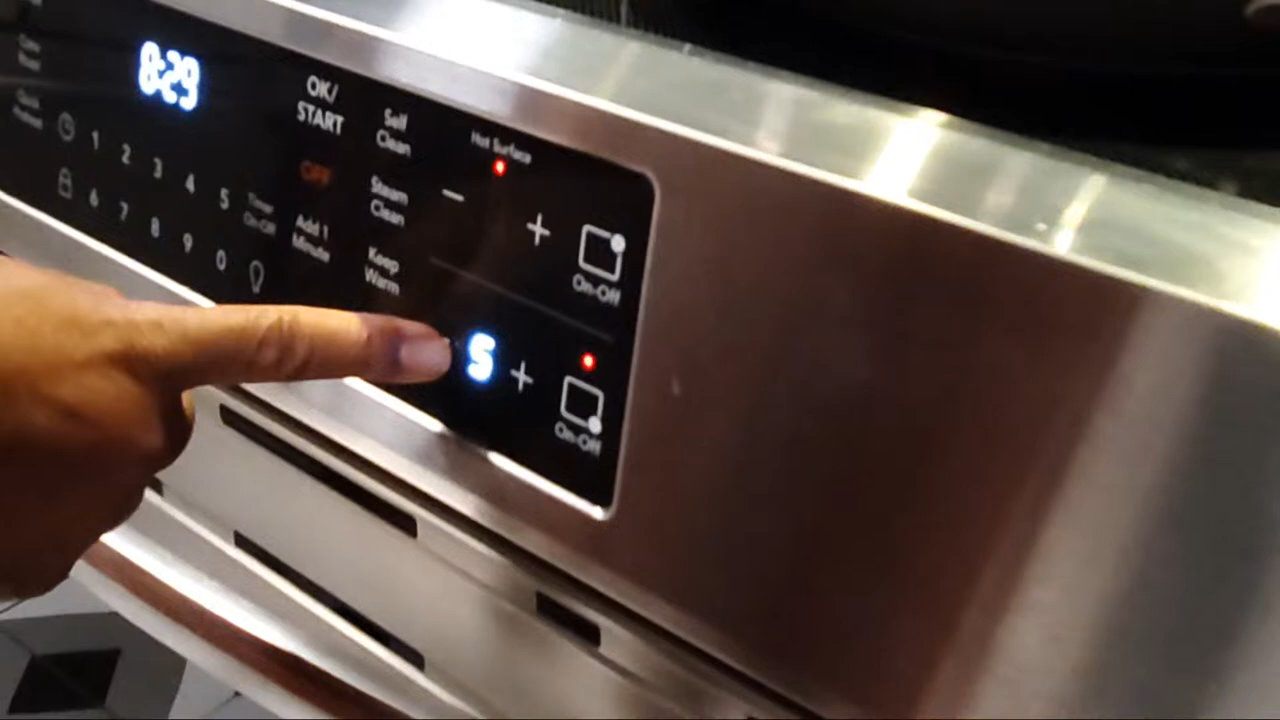 8:29
OK/
START
Self
Clean
Hot Surface
1 2 3 4 5
OFF
Steam
Clean
Timer
On-Off
6 7 8 9 0
Add 1
Minute
Keep
Warm
− +
On-Off
5 +
On-Off